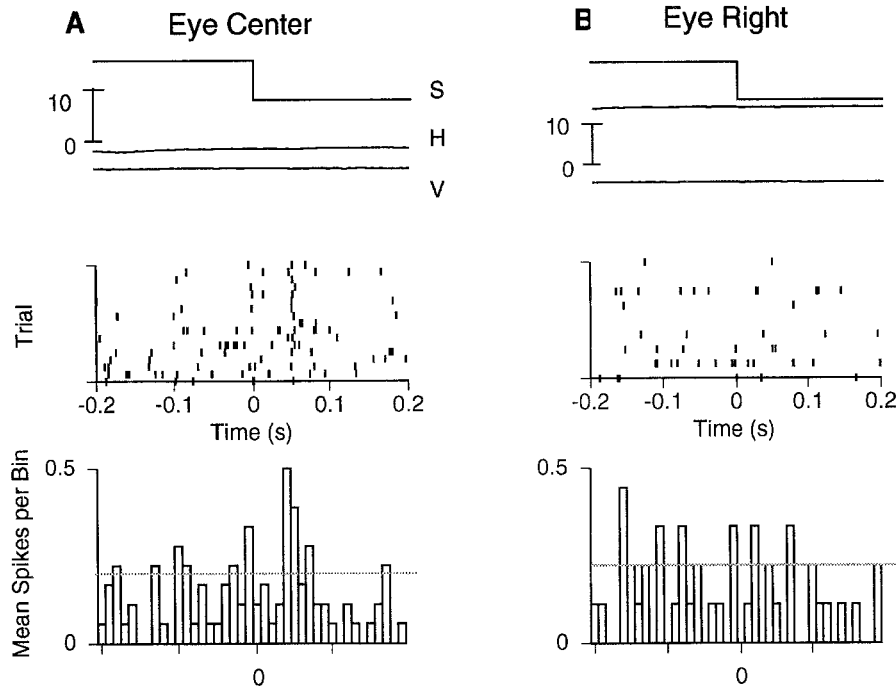 A Eye Center
B Eye Right
10
0
S
H
V
10
0
Trial
-0.2 -0.1 0 0.1 0.2
Time (s)
-0.2 -0.1 0 0.1 0.2
Time (s)
Mean Spikes per Bin
0.5
0
0
0.5
0
0